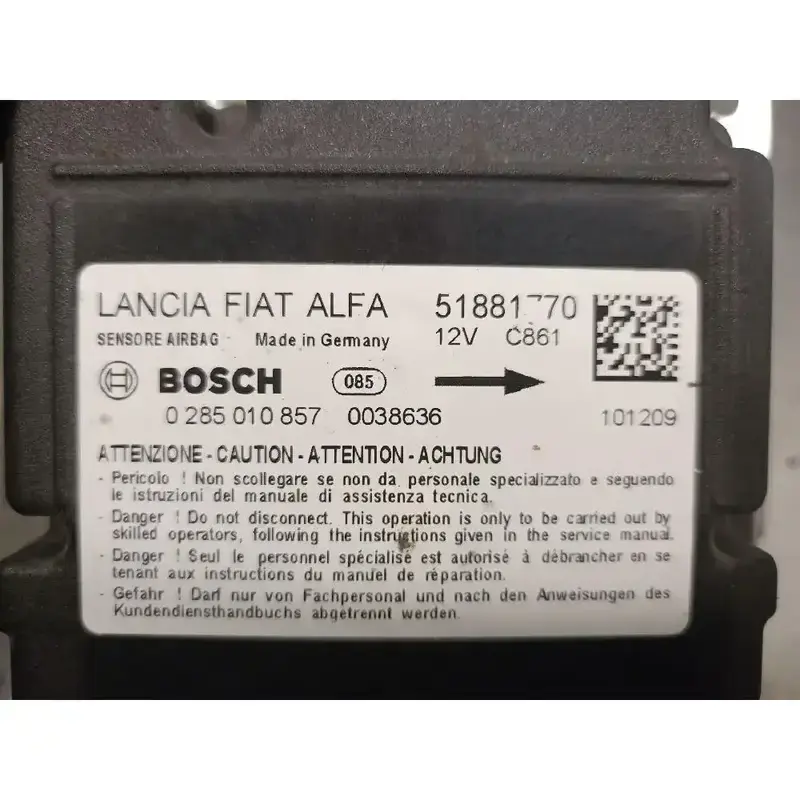 LANCIA FIAT ALFA 51881770
SENSORE AIRBAG Made in Germany 12V C861
BOSCH 085
0 285 010 857 0038636 101209
ATTENZIONE - CAUTION - ATTENTION - ACHTUNG
- Pericolo ! Non scollegare se non da personale specializzato e seguendo
le istruzioni del manuale di assistenza tecnica.
- Danger ! Do not disconnect. This operation is only to be carried out by
skilled operators, following the instructions given in the service manual.
- Danger ! Seul le personnel spécialisé est autorisé à débrancher en se
tenant aux instructions du manuel de réparation.
- Gefahr ! Darf nur von Fachpersonal und nach den Anweisungen des
Kundendiensthandbuchs abgetrennt werden.